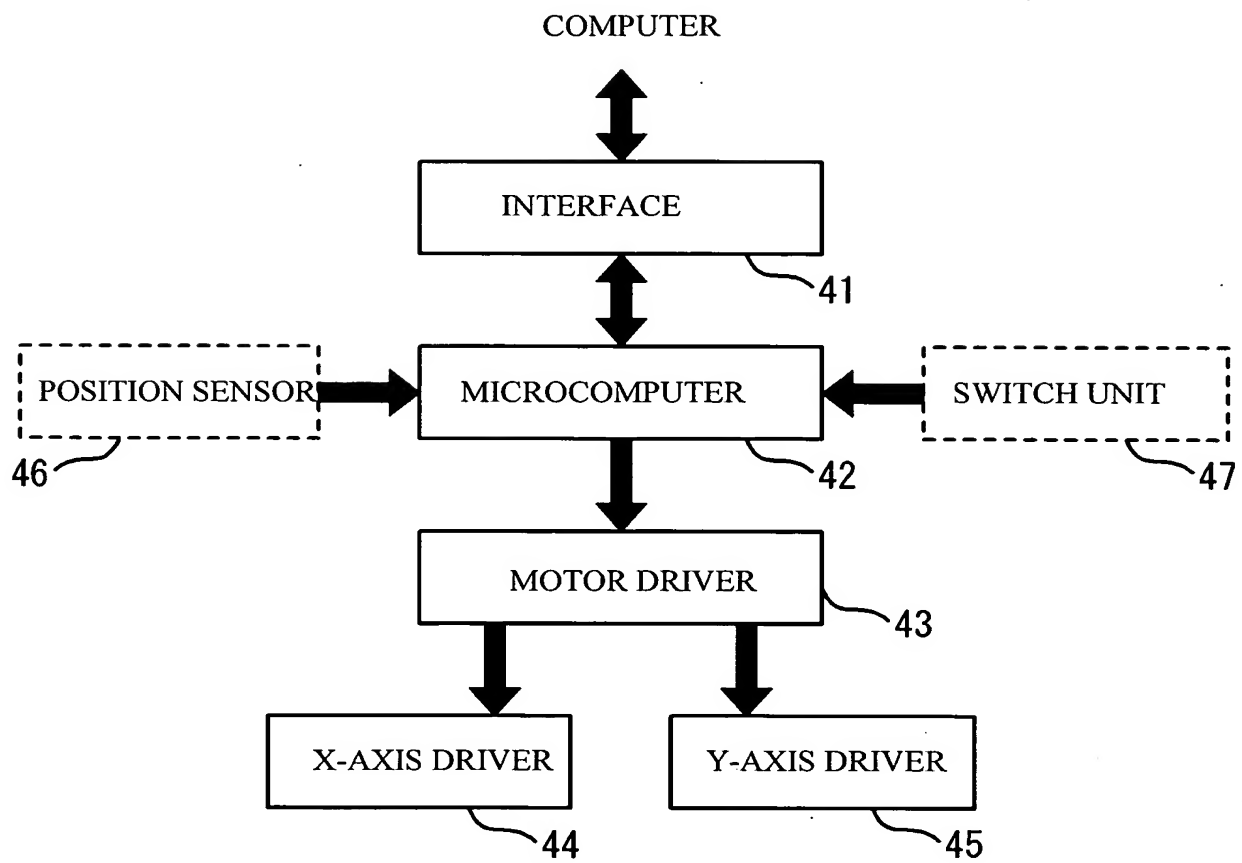 COMPUTER
INTERFACE
41
POSITION SENSOR
MICROCOMPUTER
SWITCH UNIT
46
42
47
MOTOR DRIVER
43
X-AXIS DRIVER
Y-AXIS DRIVER
44
45